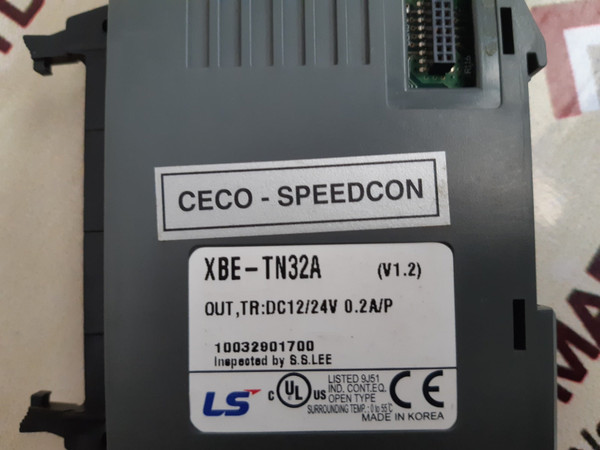 CECO - SPEEDCON
XBE-TN32A (V1.2)
OUT,TR:DC12/24V 0.2A/P
10032901700
Inspected by S.S.LEE
LS c UL US LISTED 9J51
IND. CONT.EQ.
OPEN TYPE
SURROUNDING TEMP. : 0 to 55°C
CE
MADE IN KOREA